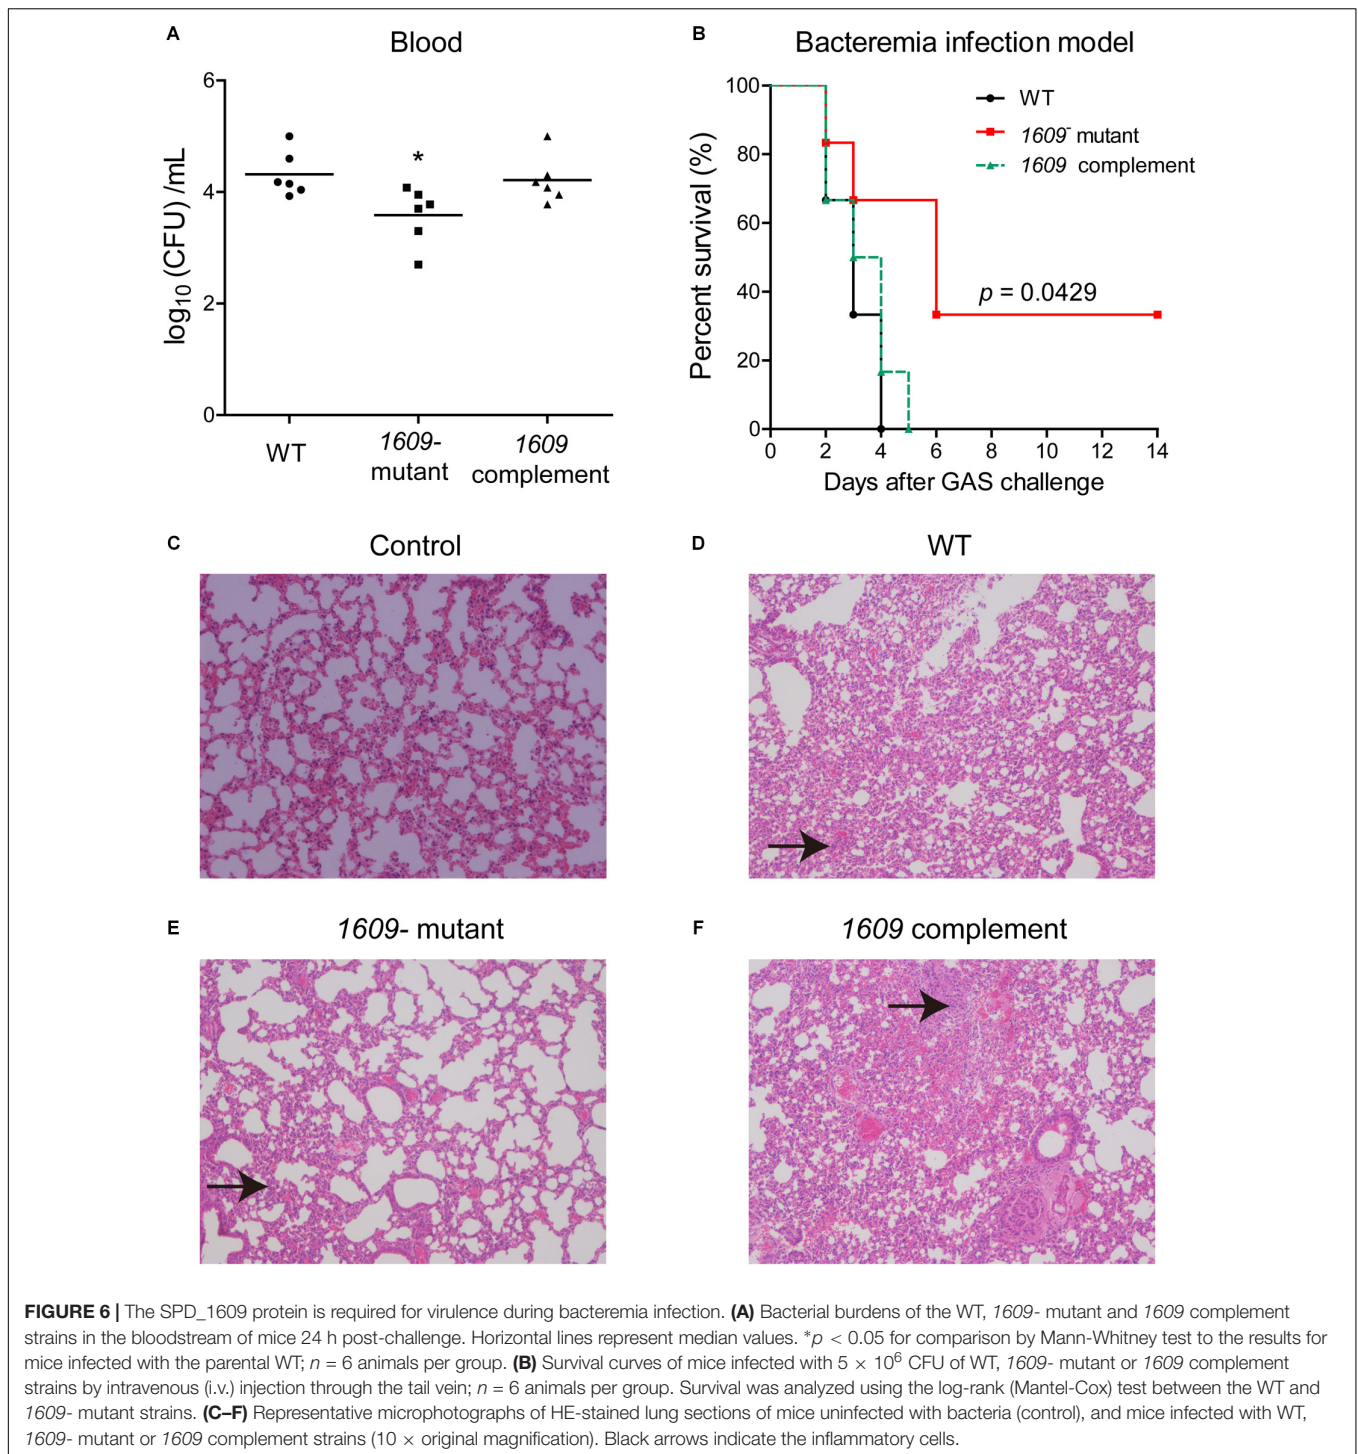 A
Blood
6
4
2
0
log10 (CFU) /mL
*
WT
1609-
mutant
1609
complement
B
Bacteremia infection model
100
80
60
40
20
0
Percent survival (%)
WT
1609- mutant
1609 complement
p = 0.0429
0 2 4 6 8 10 12 14
Days after GAS challenge
C
Control
D
WT
E
1609- mutant
F
1609 complement
FIGURE 6 | The SPD_1609 protein is required for virulence during bacteremia infection. (A) Bacterial burdens of the WT, 1609- mutant and 1609 complement
strains in the bloodstream of mice 24 h post-challenge. Horizontal lines represent median values. *p < 0.05 for comparison by Mann-Whitney test to the results for
mice infected with the parental WT; n = 6 animals per group. (B) Survival curves of mice infected with 5 × 10⁶ CFU of WT, 1609- mutant or 1609 complement
strains by intravenous (i.v.) injection through the tail vein; n = 6 animals per group. Survival was analyzed using the log-rank (Mantel-Cox) test between the WT and
1609- mutant strains. (C–F) Representative microphotographs of HE-stained lung sections of mice uninfected with bacteria (control), and mice infected with WT,
1609- mutant or 1609 complement strains (10 × original magnification). Black arrows indicate the inflammatory cells.